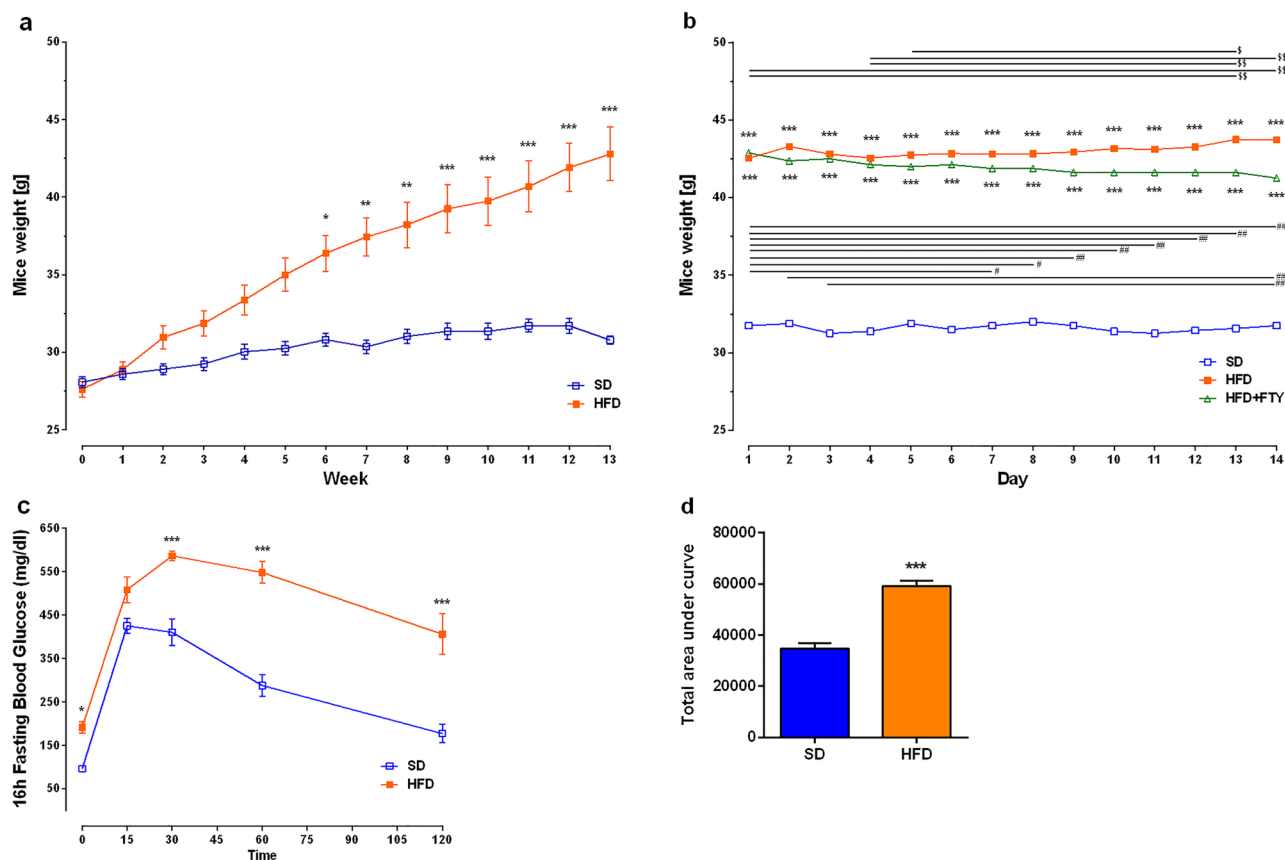 a
Mice weight [g]
50
45
40
35
30
25
*
**
**
***
***
***
***
***
SD
HFD
0 1 2 3 4 5 6 7 8 9 10 11 12 13
Week
b
Mice weight [g]
50
45
40
35
30
25
$
$$
$$
$$
$$
*** *** *** *** *** *** *** *** *** *** *** *** *** ***
*** *** *** *** *** *** *** *** *** *** *** *** *** ***
##
##
##
##
##
##
#
#
##
##
SD
HFD
HFD+FTY
1 2 3 4 5 6 7 8 9 10 11 12 13 14
Day
c
16h Fasting Blood Glucose (mg/dl)
650
550
450
350
250
150
50
*
***
***
***
SD
HFD
0 15 30 45 60 75 90 105 120
Time
d
Total area under curve
80000
60000
40000
20000
0
***
SD HFD